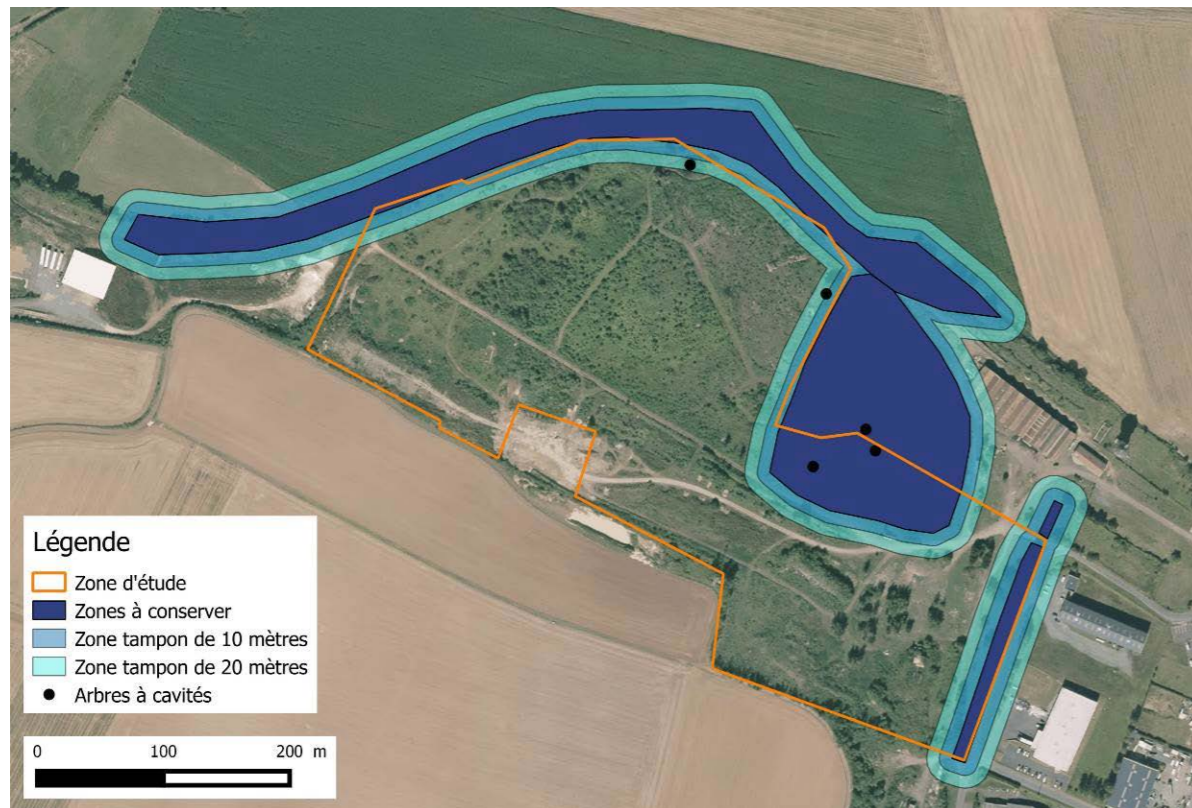 Légende
Zone d'étude
Zones à conserver
Zone tampon de 10 mètres
Zone tampon de 20 mètres
Arbres à cavités
0 100 200 m